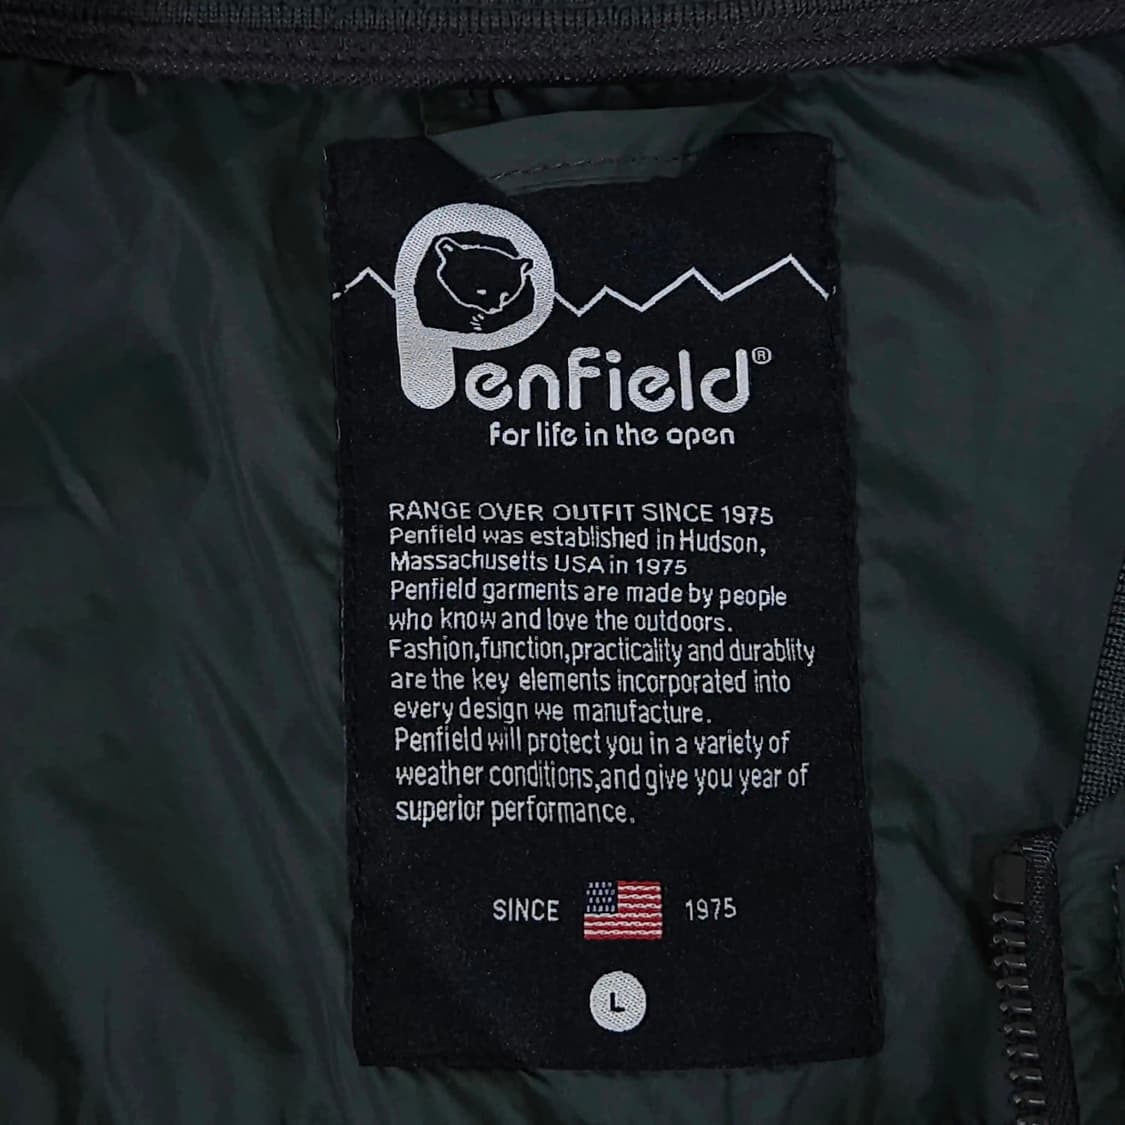 Penfield®
For life in the open
RANGE OVER OUTFIT SINCE 1975
Penfield was established in Hudson,
Massachusetts USA in 1975
Penfield garments are made by people
who know and love the outdoors.
Fashion,function,practicality and durablity
are the key elements incorporated into
every design we manufacture.
Penfield will protect you in a variety of
weather conditions,and give you year of
superior performance.
SINCE 1975
L